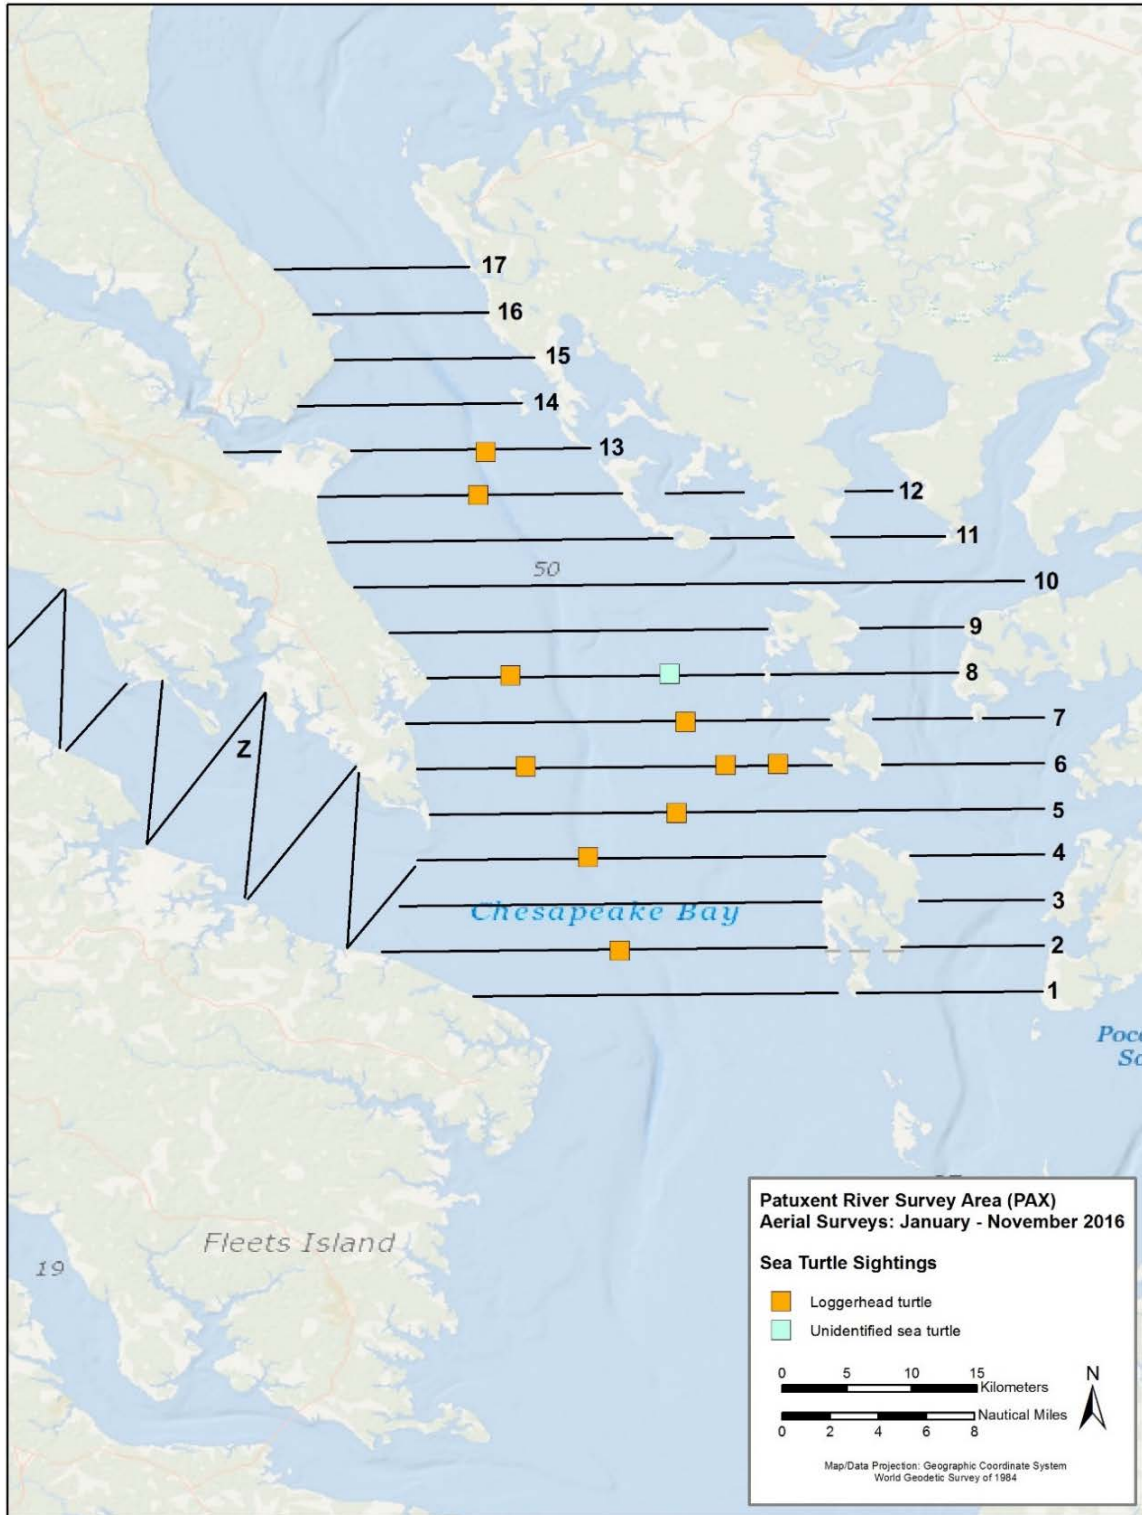 17
16
15
14
13
12
11
50
10
9
8
7
Z
6
5
4
3
Chesapeake Bay
2
1
Poco
So
Fleets Island
19
Patuxent River Survey Area (PAX)
Aerial Surveys: January - November 2016
Sea Turtle Sightings
Loggerhead turtle
Unidentified sea turtle
0 5 10 15
Kilometers
N
Nautical Miles
0 2 4 6 8
Map/Data Projection: Geographic Coordinate System
World Geodetic Survey of 1984